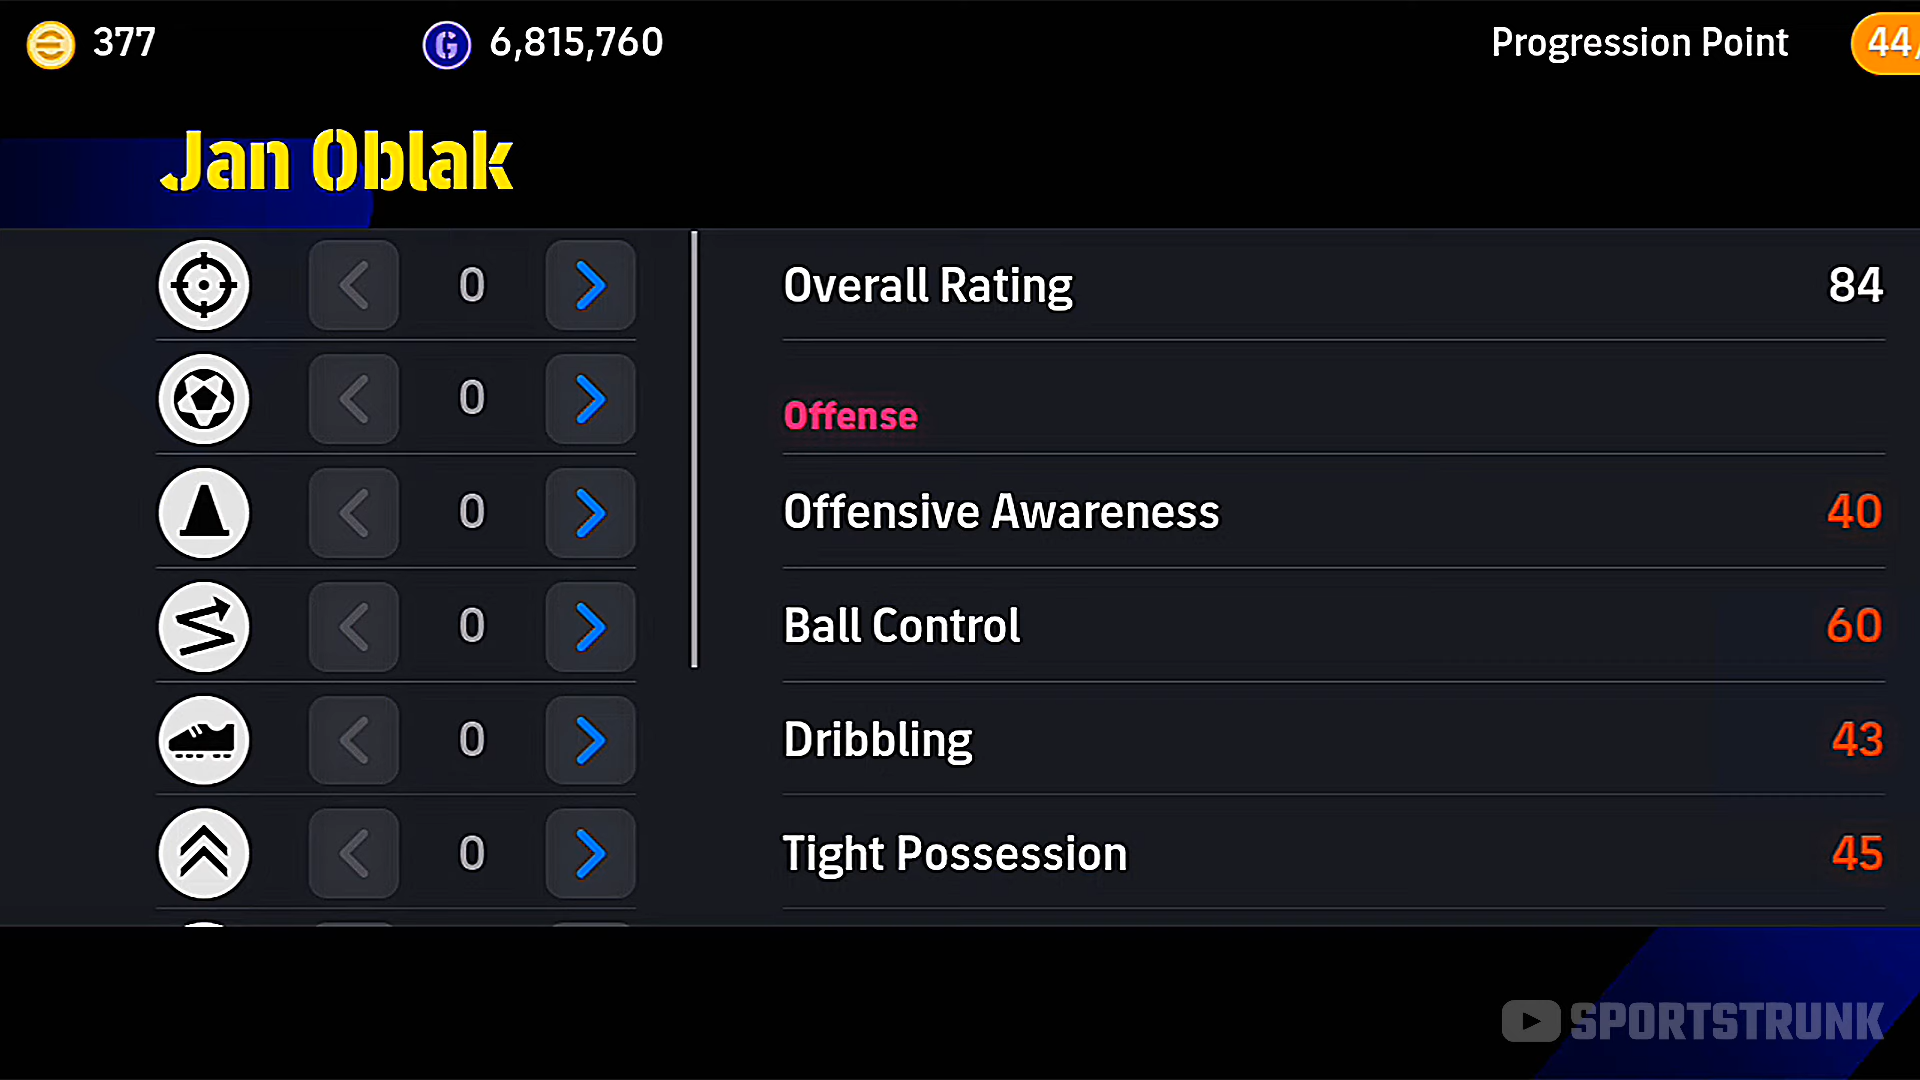 377
6,815,760
Progression Point
44/
Jan Oblak
0
Overall Rating 84
0
Offense
0
Offensive Awareness 40
0
Ball Control 60
0
Dribbling 43
0
Tight Possession 45
SPORTSTRUNK